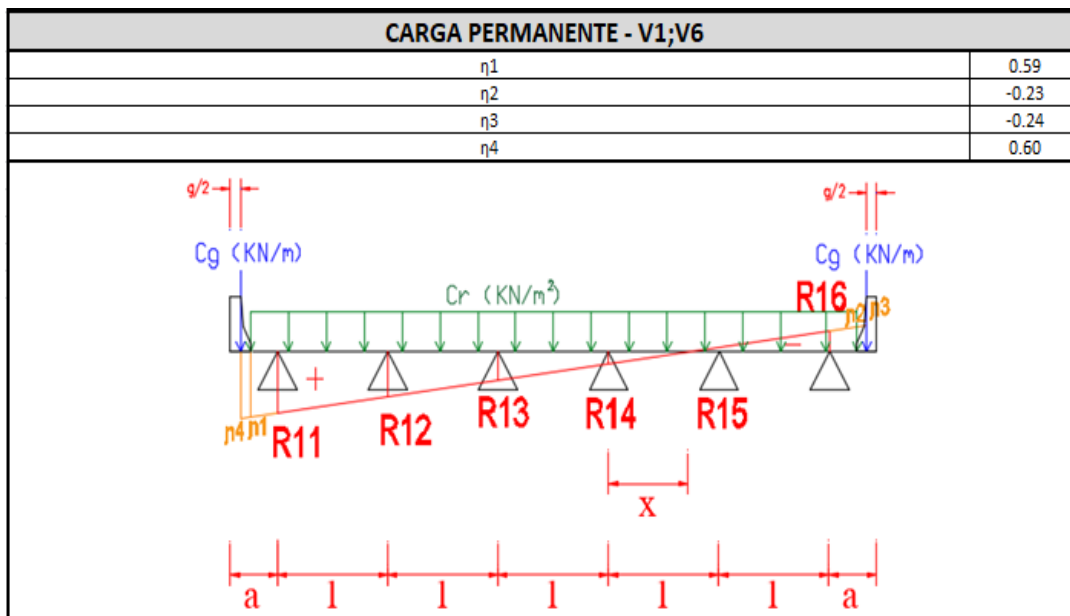 CARGA PERMANENTE - V1;V6
η1 0.59
η2 -0.23
η3 -0.24
η4 0.60
g/2 g/2
Cg (KN/m) Cg (KN/m)
Cr (KN/m²)
R16
η2 η3
+ -
η4 η1
R11 R12 R13 R14 R15
x
a l l l l l a